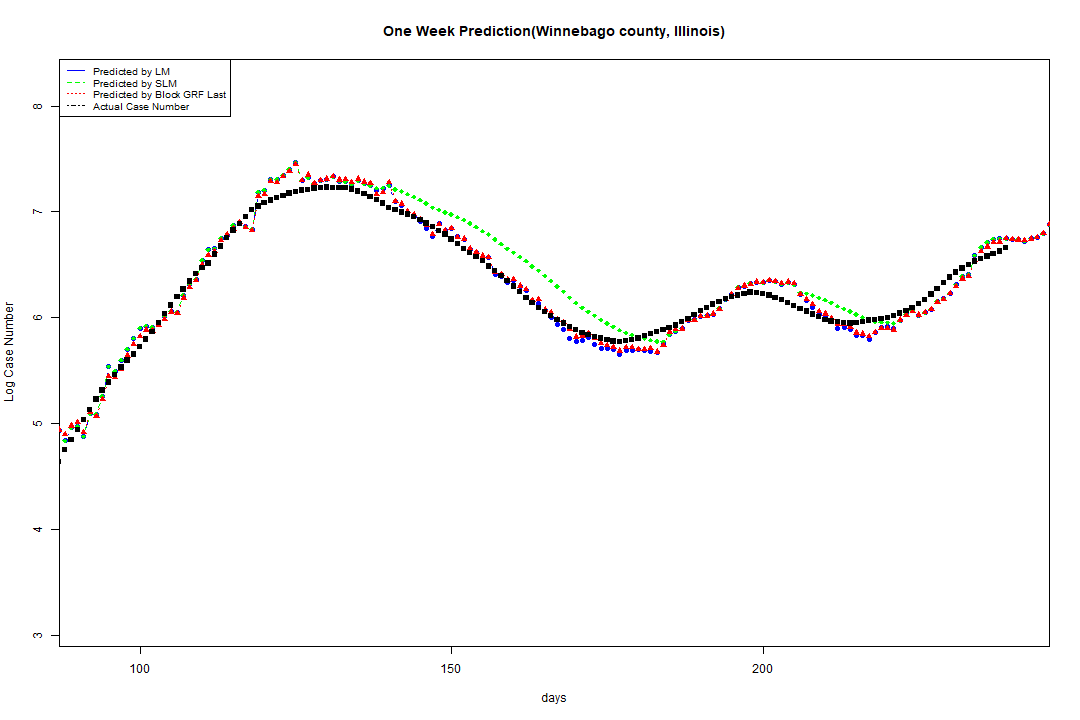 One Week Prediction(Winnebago county, Illinois)
Predicted by LM
Predicted by SLM
Predicted by Block GRF Last
Actual Case Number
8
7
6
5
4
3
Log Case Number
100
150
200
days